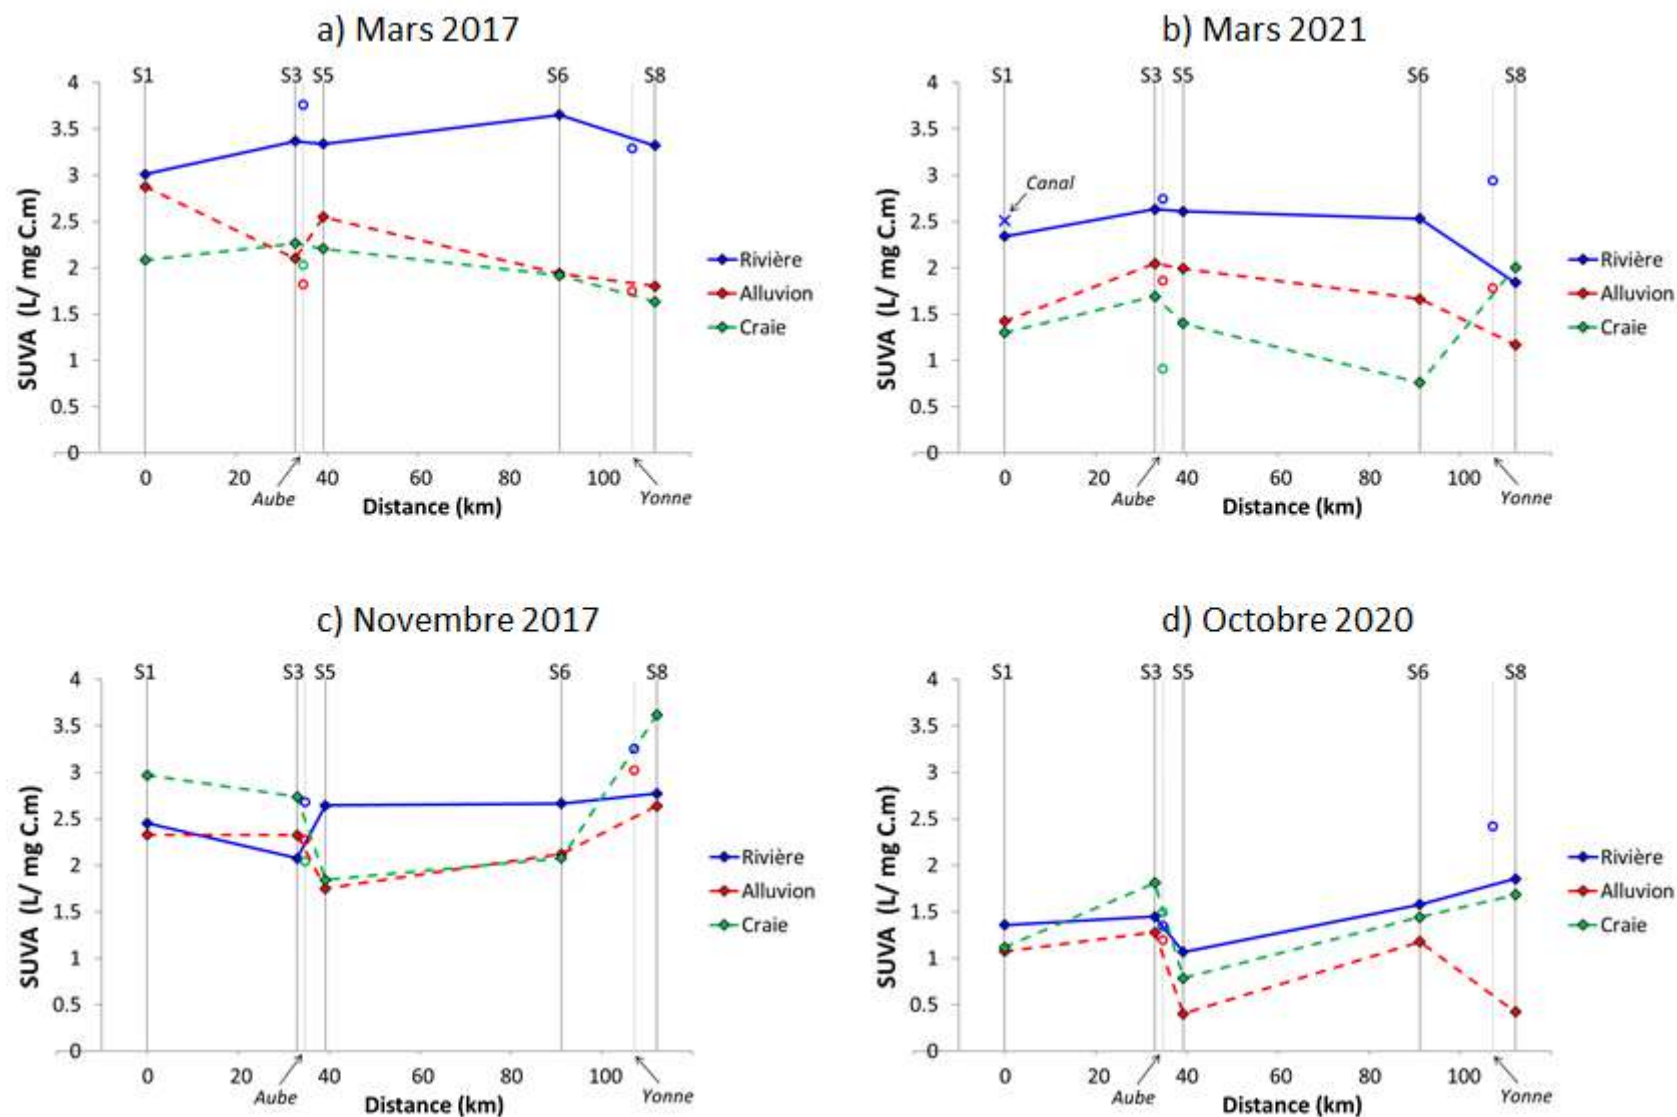 a) Mars 2017
S1 S3 S5 S6 S8
4
3.5
3
2.5
2
1.5
1
0.5
0
SUVA (L/ mg C.m)
0 20 40 60 80 100
Aube
Yonne
Distance (km)
Rivière
Alluvion
Craie
b) Mars 2021
S1 S3 S5 S6 S8
4
3.5
3
2.5
2
1.5
1
0.5
0
SUVA (L/ mg C.m)
Canal
0 20 40 60 80 100
Aube
Yonne
Distance (km)
Rivière
Alluvion
Craie
c) Novembre 2017
S1 S3 S5 S6 S8
4
3.5
3
2.5
2
1.5
1
0.5
0
SUVA (L/ mg C.m)
0 20 40 60 80 100
Aube
Yonne
Distance (km)
Rivière
Alluvion
Craie
d) Octobre 2020
S1 S3 S5 S6 S8
4
3.5
3
2.5
2
1.5
1
0.5
0
SUVA (L/ mg C.m)
0 20 40 60 80 100
Aube
Yonne
Distance (km)
Rivière
Alluvion
Craie